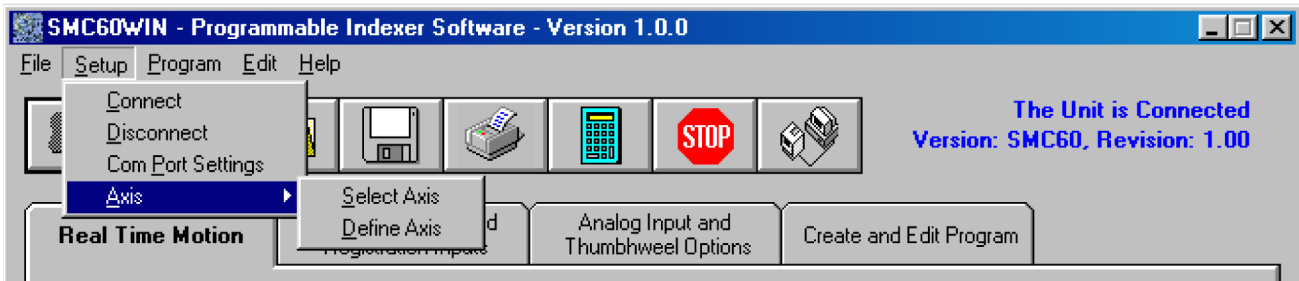 SMC60WIN - Programmable Indexer Software - Version 1.0.0
File Setup Program Edit Help
Connect
Disconnect
Com Port Settings
Axis
Select Axis
Define Axis
STOP
The Unit is Connected
Version: SMC60, Revision: 1.00
Real Time Motion
Analog Input and
Thumbhweel Options
Create and Edit Program